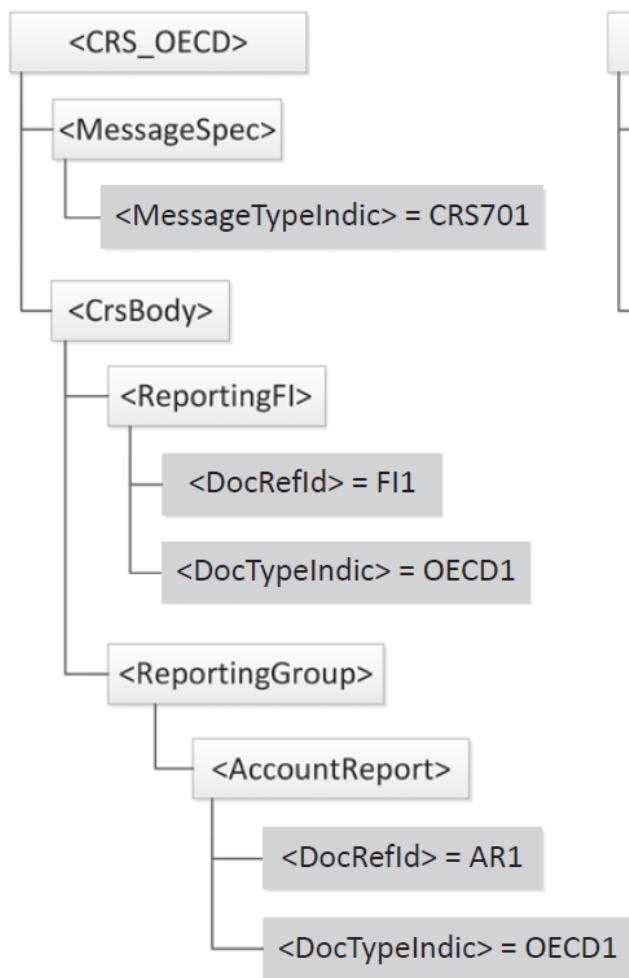 <CRS_OECD>
<MessageSpec>
<MessageTypeIndic> = CRS701
<CrsBody>
<ReportingFI>
<DocRefId> = FI1
<DocTypeIndic> = OECD1
<ReportingGroup>
<AccountReport>
<DocRefId> = AR1
<DocTypeIndic> = OECD1